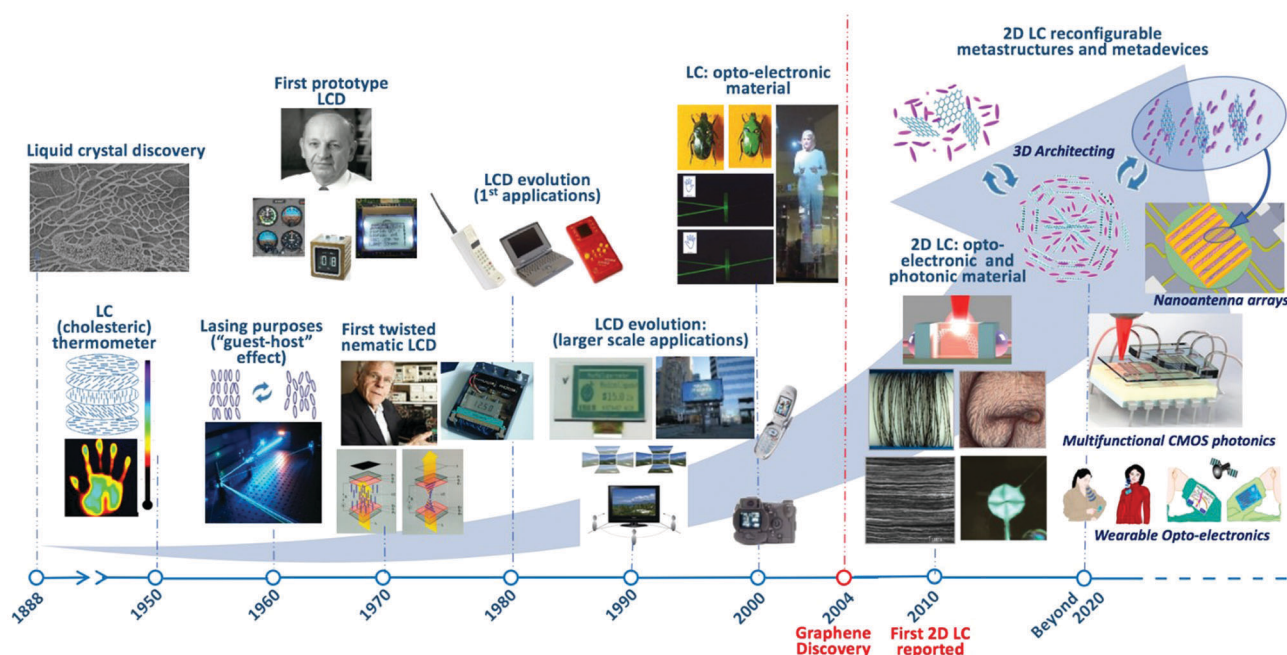 2D LC reconfigurable
metastructures and metadevices
First prototype
LCD
LC: opto-electronic
material
Liquid crystal discovery
LCD evolution
(1st applications)
3D Architecting
2D LC: opto-
electronic and
photonic material
Nanoantenna arrays
LC
(cholesteric)
thermometer
Lasing purposes
("guest-host"
effect)
First twisted
nematic LCD
LCD evolution:
(larger scale applications)
Multifunctional CMOS photonics
Wearable Opto-electronics
1888
1950
1960
1970
1980
1990
2000
2004
2010
Beyond
2020
Graphene
Discovery
First 2D LC
reported